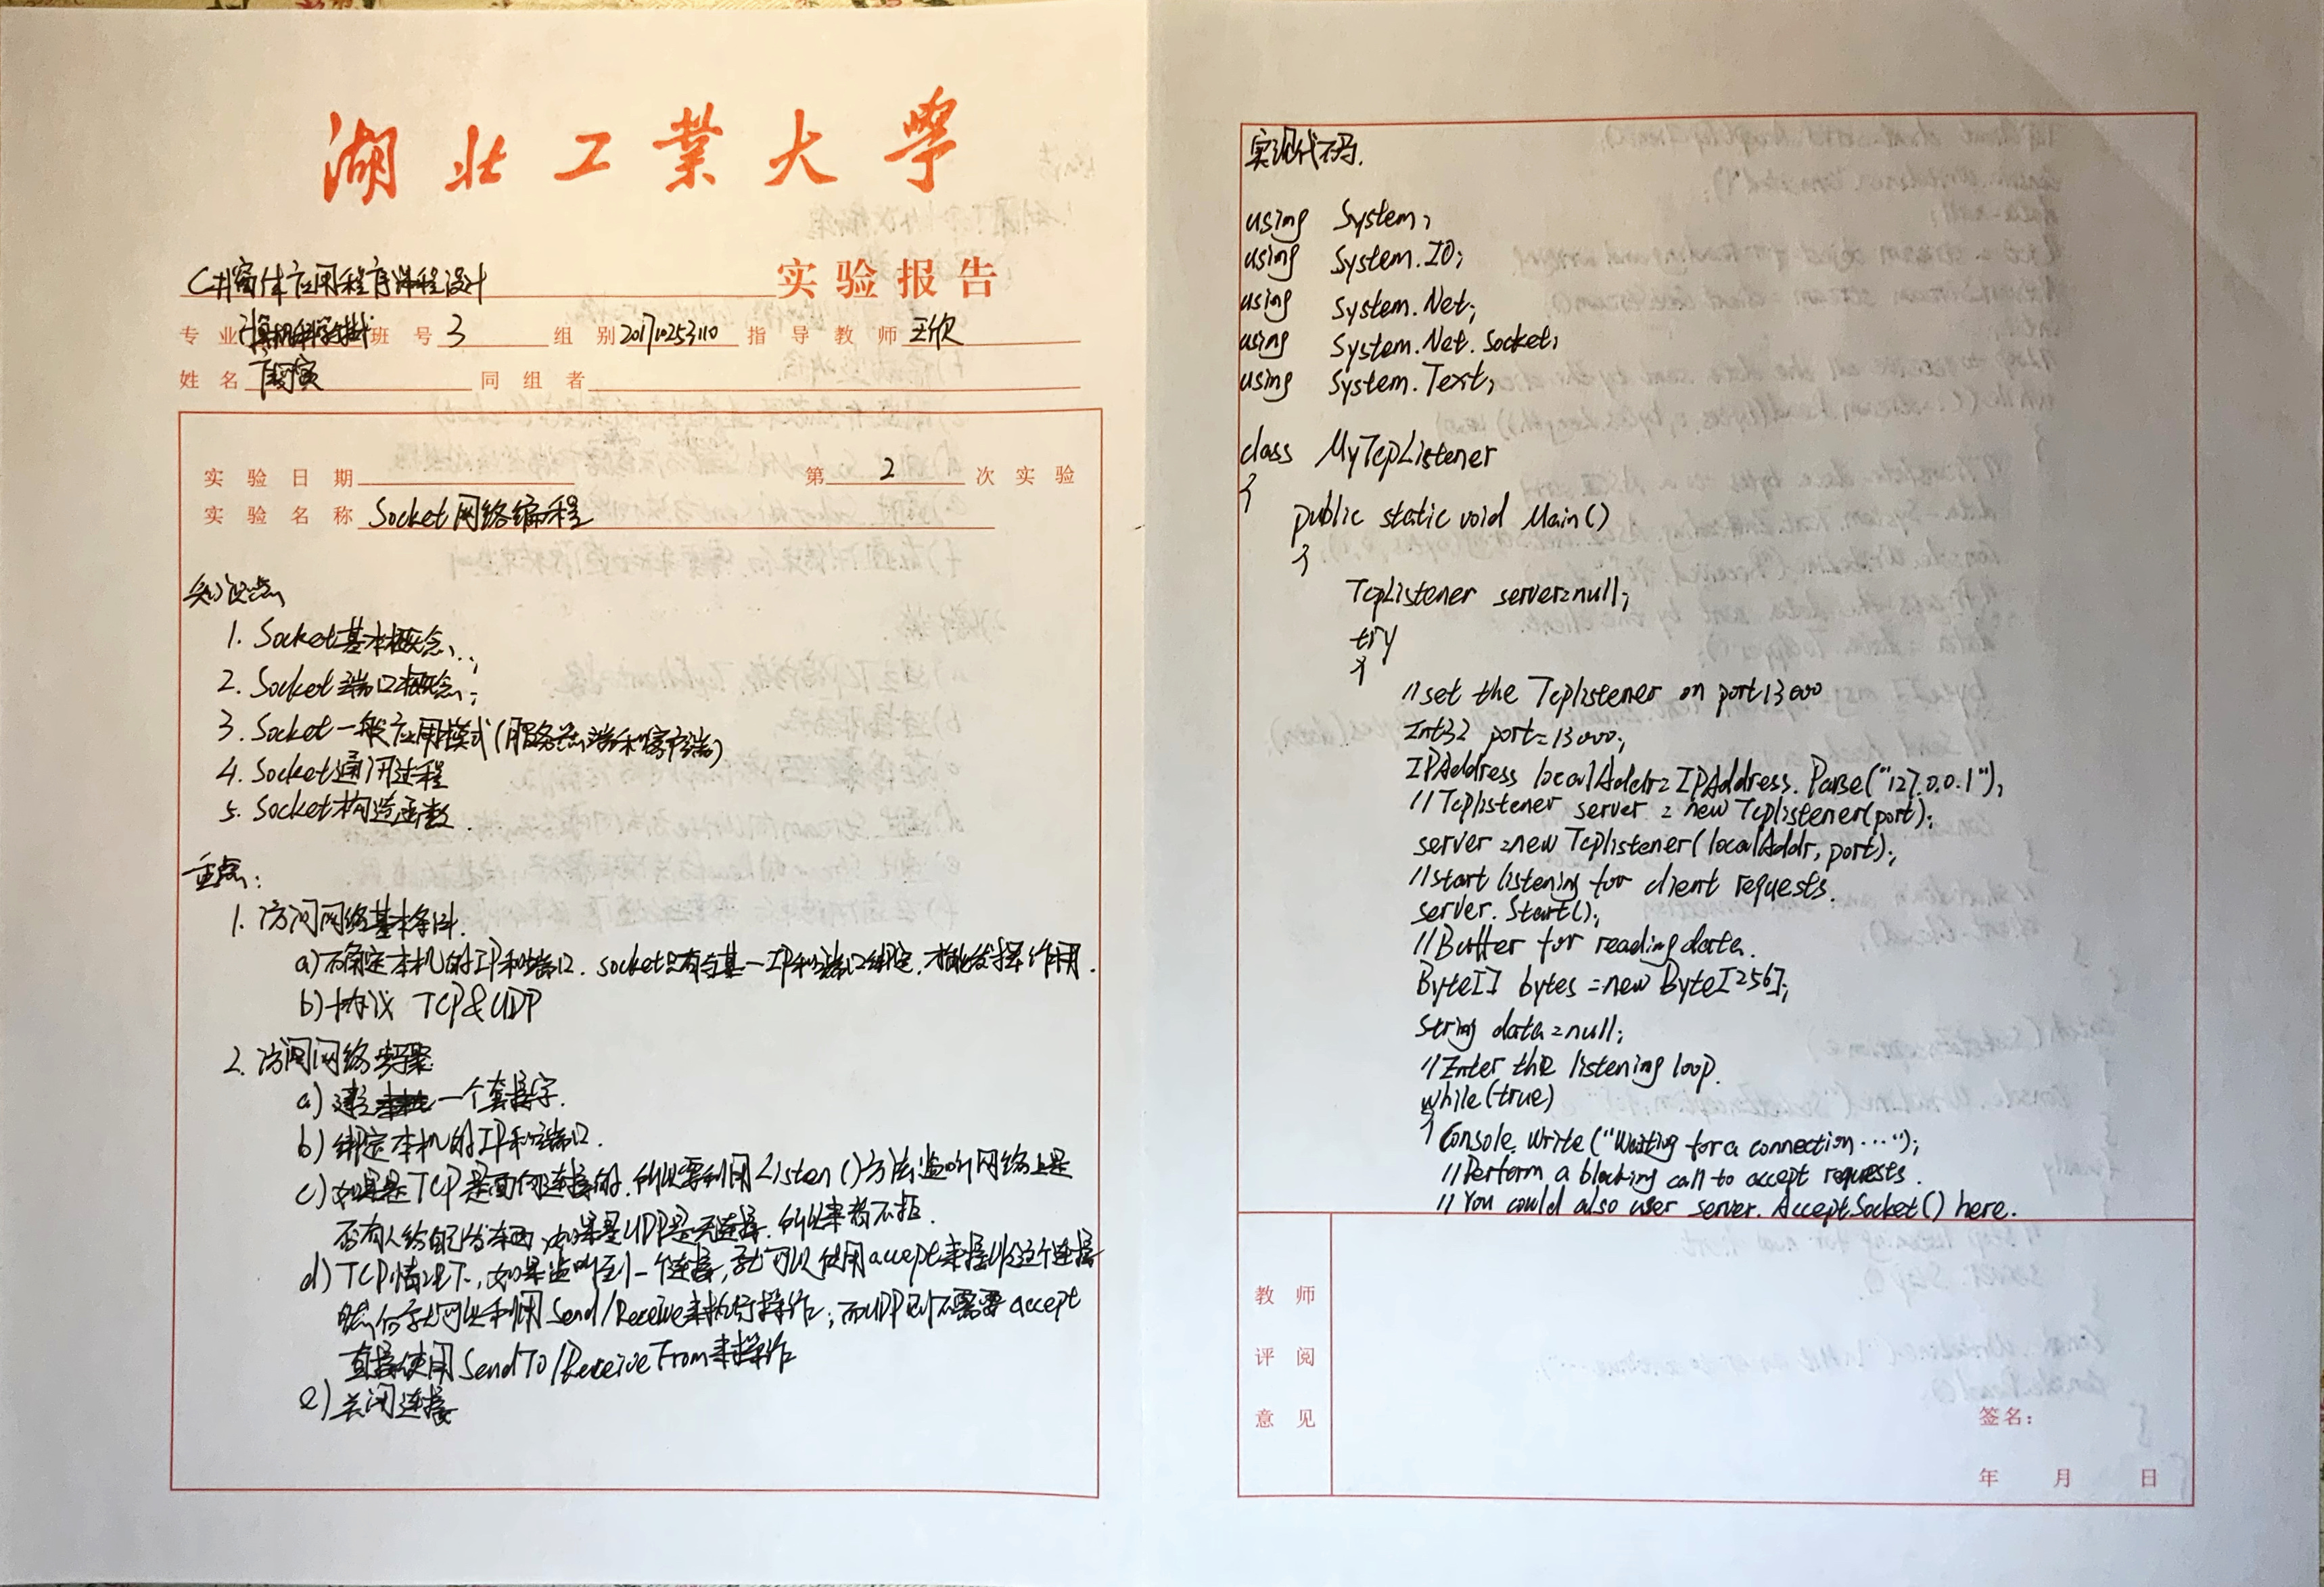 湖北工業大學
C#窗体应用程序课程设计 实验报告
专业 计算机科学与技术 班号 3 组别 201710253110 指导教师 王欣
姓名 同组者
实验日期 第 2 次实验
实验名称 Socket网络编程
知识点
1. Socket基本概念;
2. Socket端口概念;
3. Socket一般应用模式(服务器端和客户端)
4. Socket通讯过程
5. Socket构造函数.
重点:
1. 访问网络基本条件.
a) 确定本机的IP和端口. socket只有与某一IP和端口绑定, 才能发挥作用.
b) 协议 TCP&UDP
2. 访问网络步骤
a) 建立一个套接字.
b) 绑定本机的IP和端口.
c) 如果是TCP是面向连接的, 所以要利用Listen()方法监听网络上是
否有人给自己发东西, 如果是UDP是无连接, 所以来者不拒.
d) TCP情况下, 如果监听到一个连接, 就可以使用accept来接收这个连接
然后就可以利用Send/Receive来执行操作; 而UDP则不需要accept
直接使用SendTo/ReceiveFrom来操作
e) 关闭连接
实现代码.
using System;
using System.IO;
using System.Net;
using System.Net.Socket;
using System.Text;
class MyTcpListener
{
public static void Main()
{
TcpListener server=null;
try
{
//set the Tcplistener on port 13000
Int32 port=13000;
IPAddress localAddr=IPAddress.Parse("127.0.0.1");
//Tcplistener server = new Tcplistener(port);
server =new Tcplistener(localAddr, port);
//start listening for client requests.
server.Start();
//Buffer for reading data.
Byte[] bytes =new Byte[256];
String data=null;
//Enter the listening loop.
while(true)
{ Console.Write("Waiting for a connection...");
//Perform a blocking call to accept requests.
//You could also user server.AcceptSocket() here.
教师
评阅
意见
签名:
年 月 日